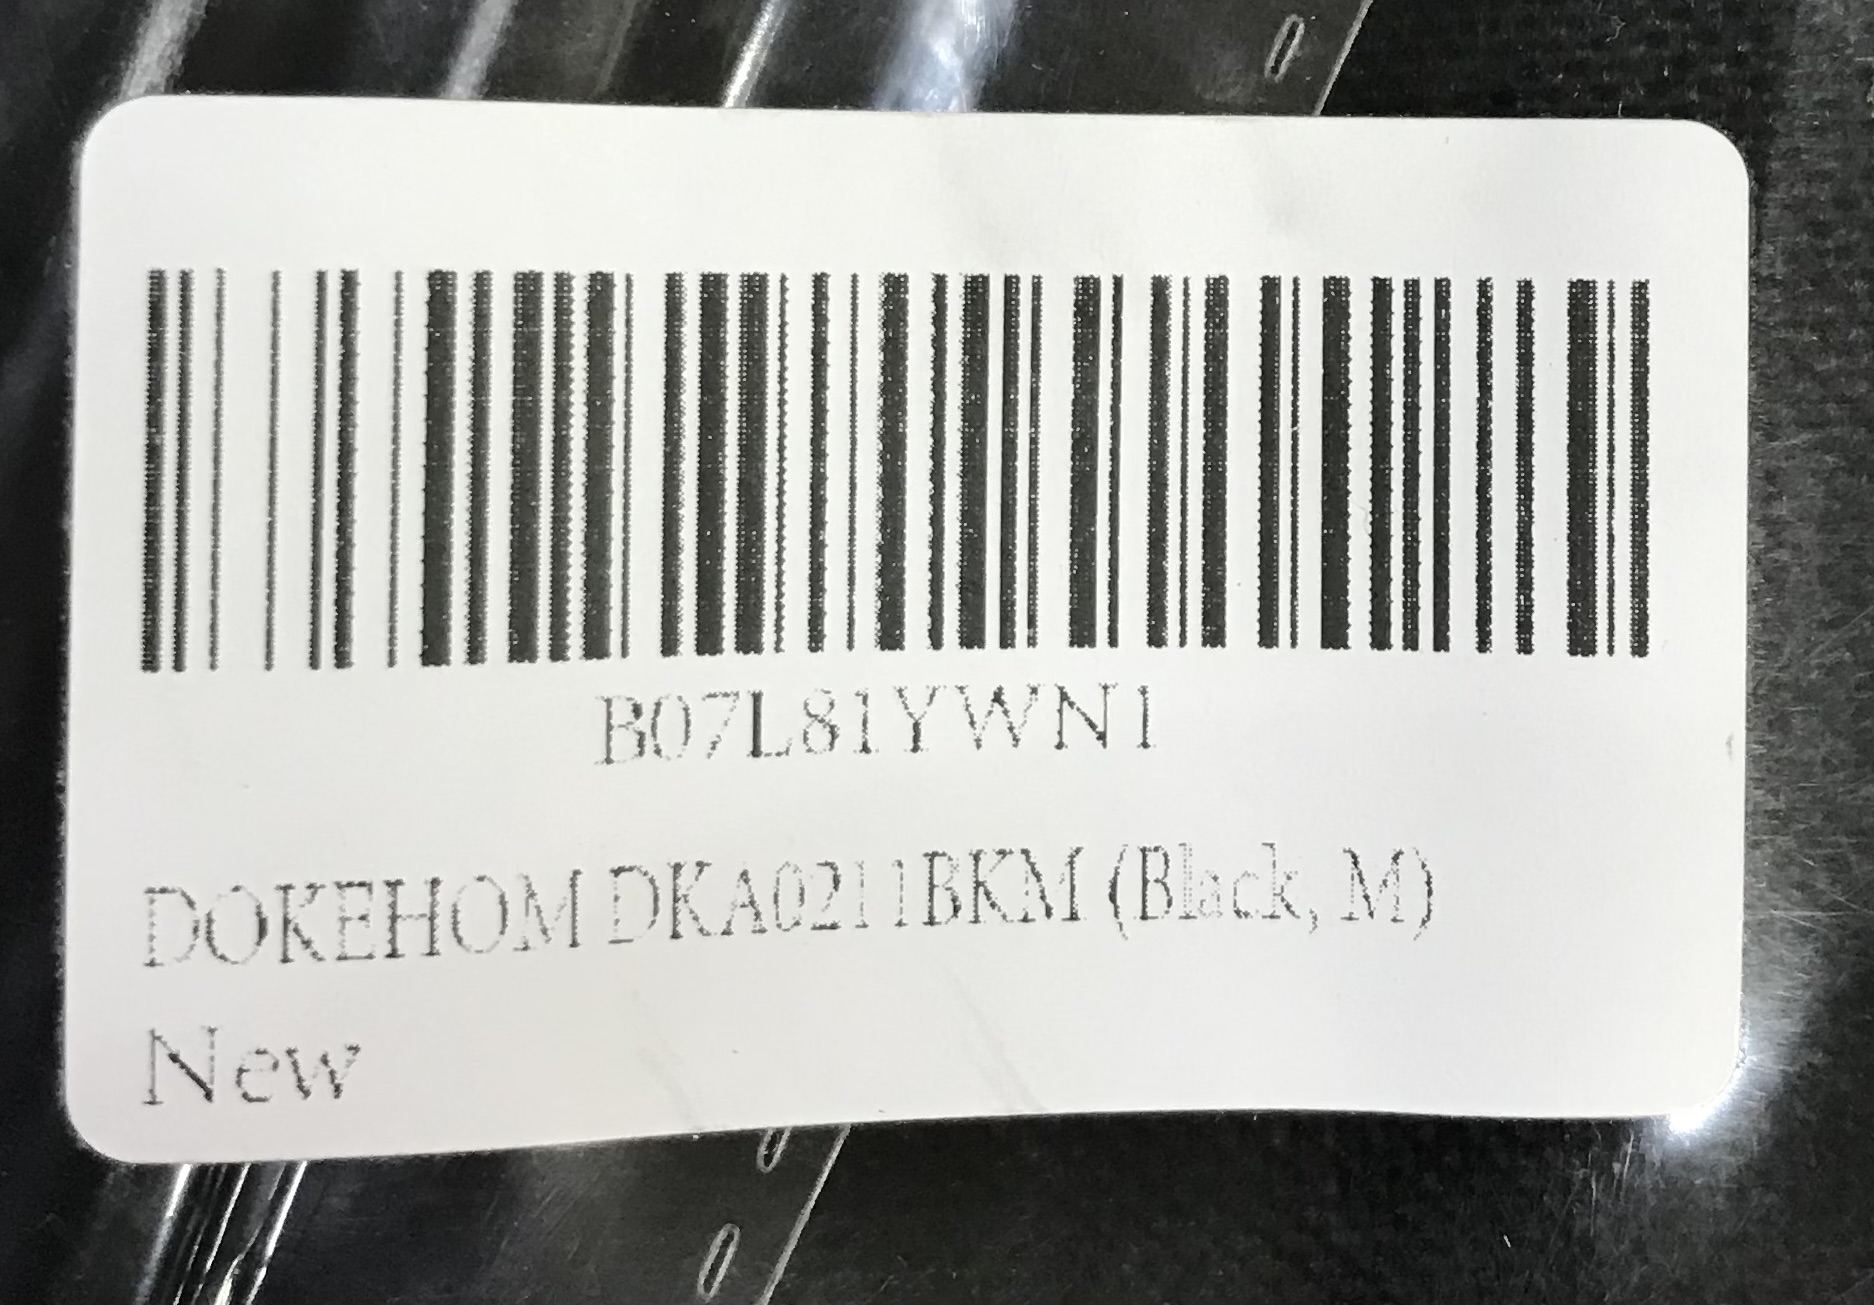 B07L81YWN1
DOKEHOM DKA0211BKM (Black, M)
New